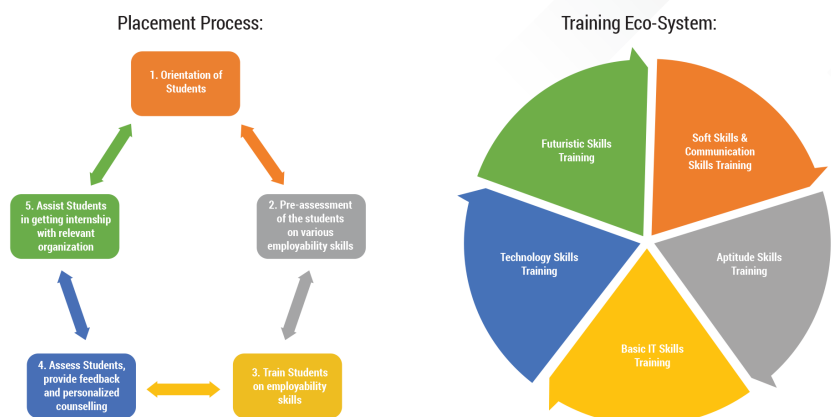 Placement Process:
1. Orientation of
Students
2. Pre-assessment
of the students
on various
employability skills
3. Train Students
on employability
skills
4. Assess Students,
provide feedback
and personalized
counselling
5. Assist Students
in getting internship
with relevant
organization
Training Eco-System:
Soft Skills &
Communication
Skills Training
Aptitude Skills
Training
Basic IT Skills
Training
Technology Skills
Training
Futuristic Skills
Training